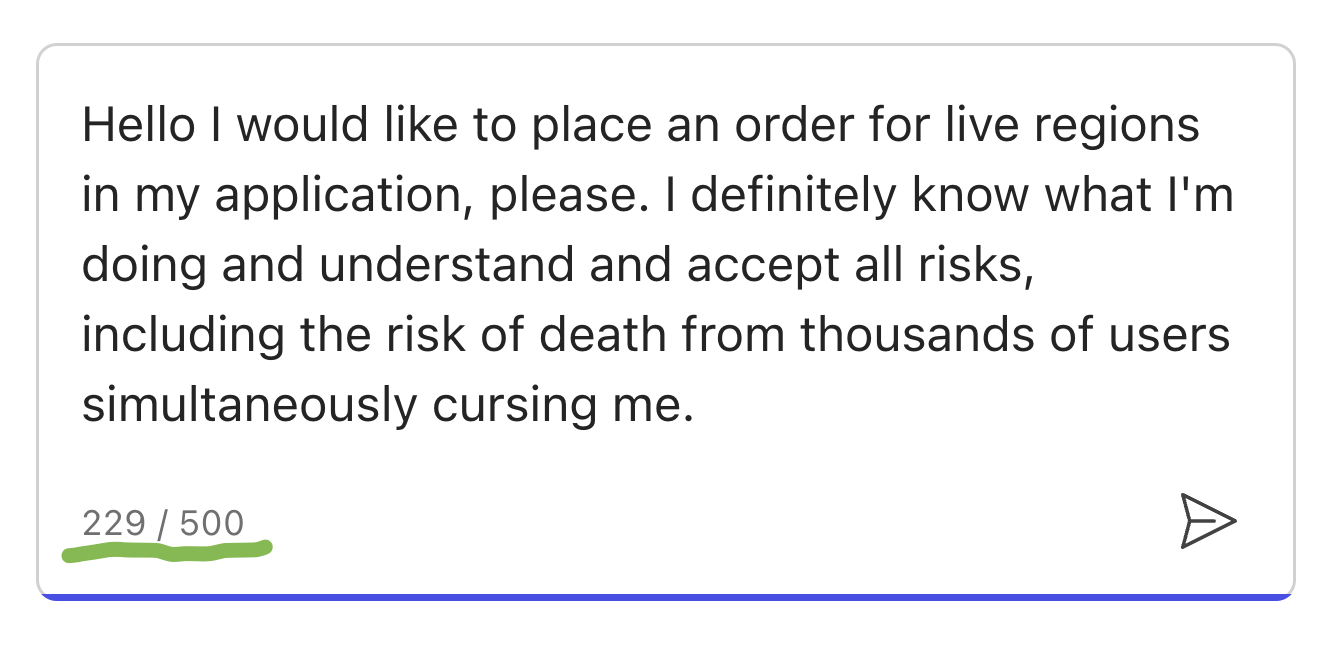 Hello I would like to place an order for live regions
in my application, please. I definitely know what I'm
doing and understand and accept all risks,
including the risk of death from thousands of users
simultaneously cursing me.
229 / 500